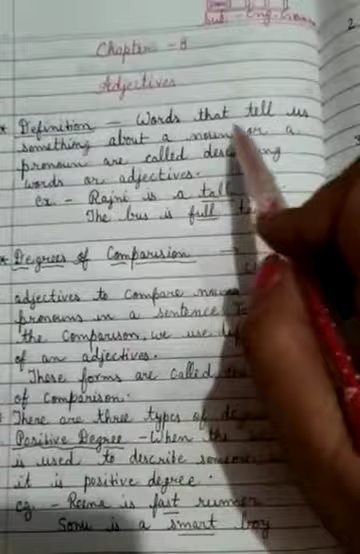 Sub - Eng. Gramm
Chapter - 8
Adjectives
* Definition - Words that tell us
something about a noun or a
pronoun are called desc ing
words or adjectives.
ex - Rajni is a tall
The bus is full
* Degrees of Comparision
adjectives to compare
pronouns in a sentence.
the comparison, we use
of an adjectives.
These forms are called
of comparison.
There are three types of
Positive Degree - When the
is used to describe
it is positive degree.
eg - Reena is fast runner
Sonu is a smart boy